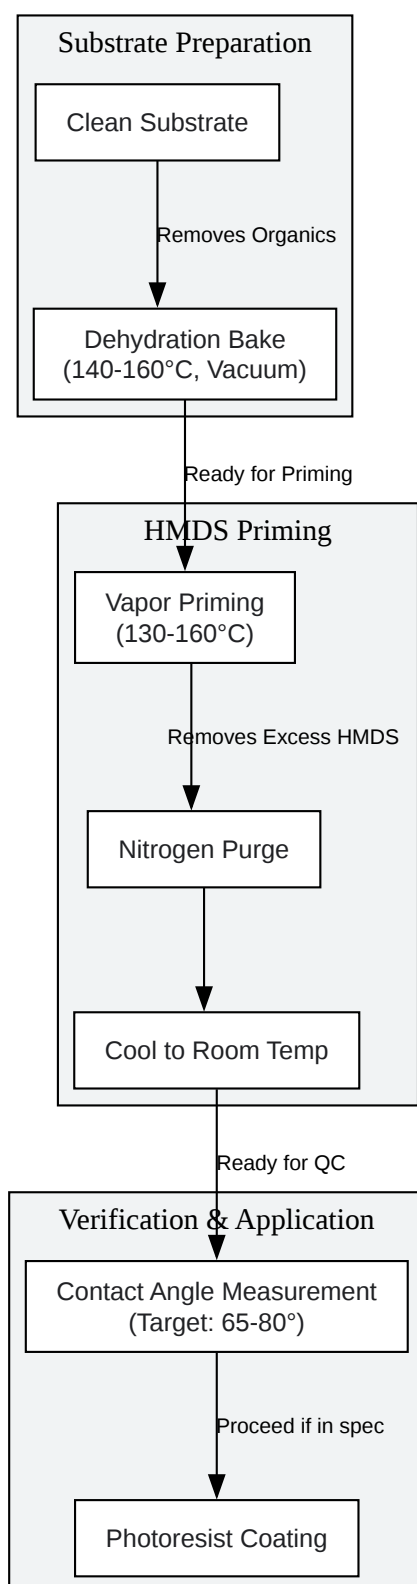 Substrate Preparation
Clean Substrate
Removes Organics
Dehydration Bake
(140-160°C, Vacuum)
Ready for Priming
HMDS Priming
Vapor Priming
(130-160°C)
Removes Excess HMDS
Nitrogen Purge
Cool to Room Temp
Ready for QC
Verification & Application
Contact Angle Measurement
(Target: 65-80°)
Proceed if in spec
Photoresist Coating